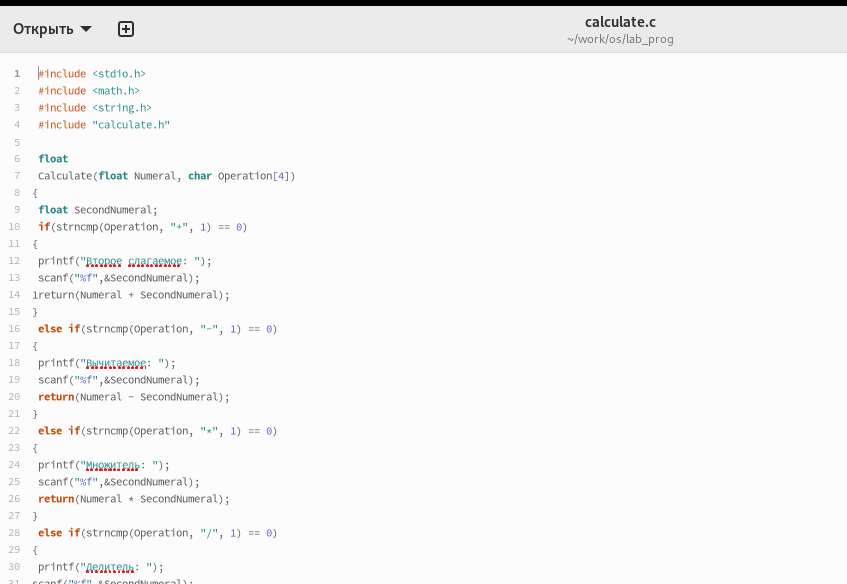 Открыть
calculate.c
~/work/os/lab_prog
1 #include <stdio.h>
2 #include <math.h>
3 #include <string.h>
4 #include "calculate.h"
5
6 float
7 Calculate(float Numeral, char Operation[4])
8 {
9 float SecondNumeral;
10 if(strncmp(Operation, "+", 1) == 0)
11 {
12 printf("Второе слагаемое: ");
13 scanf("%f",&SecondNumeral);
14 1return(Numeral + SecondNumeral);
15 }
16 else if(strncmp(Operation, "-", 1) == 0)
17 {
18 printf("Вычитаемое: ");
19 scanf("%f",&SecondNumeral);
20 return(Numeral - SecondNumeral);
21 }
22 else if(strncmp(Operation, "*", 1) == 0)
23 {
24 printf("Множитель: ");
25 scanf("%f",&SecondNumeral);
26 return(Numeral * SecondNumeral);
27 }
28 else if(strncmp(Operation, "/", 1) == 0)
29 {
30 printf("Делитель: ");
31 scanf("%f",&SecondNumeral);